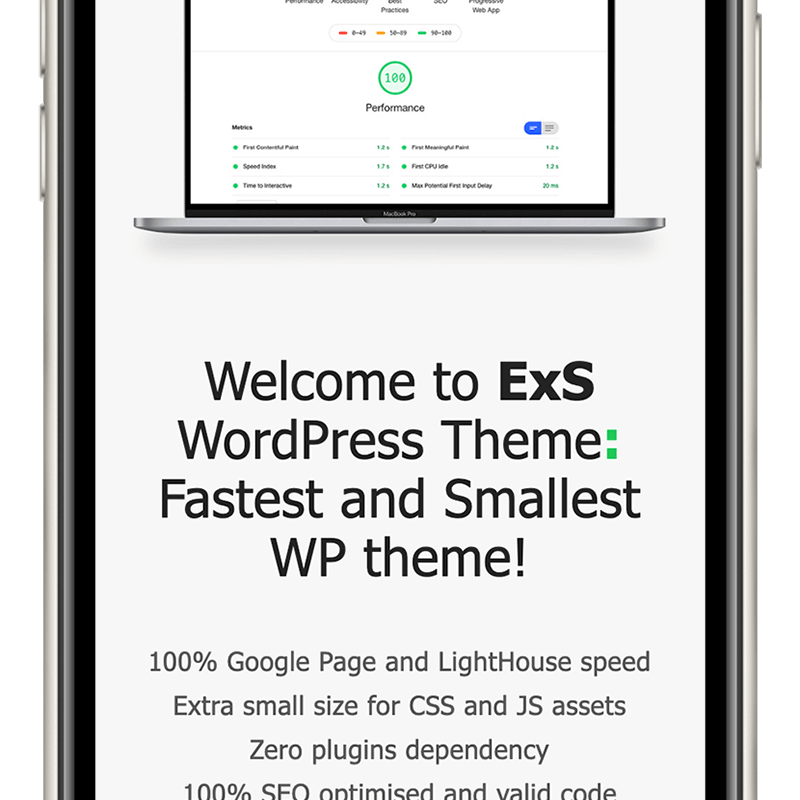 Performance Accessibility Best Practices SEO Progressive Web App
0–49 50–89 90–100
100
Performance
Metrics
First Contentful Paint 1.2 s First Meaningful Paint 1.2 s
Speed Index 1.7 s First CPU Idle 1.2 s
Time to Interactive 1.2 s Max Potential First Input Delay 20 ms
MacBook Pro
Welcome to ExS
WordPress Theme:
Fastest and Smallest
WP theme!
100% Google Page and LightHouse speed
Extra small size for CSS and JS assets
Zero plugins dependency
100% SEO optimised and valid code